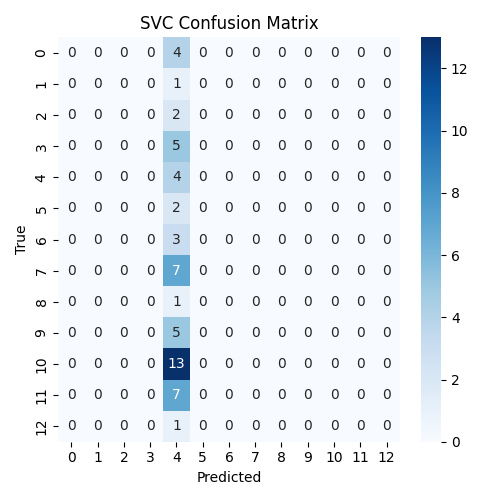 SVC Confusion Matrix
0 0 0 0 0 4 0 0 0 0 0 0 0 0
1 0 0 0 0 1 0 0 0 0 0 0 0 0
2 0 0 0 0 2 0 0 0 0 0 0 0 0
3 0 0 0 0 5 0 0 0 0 0 0 0 0
4 0 0 0 0 4 0 0 0 0 0 0 0 0
5 0 0 0 0 2 0 0 0 0 0 0 0 0
6 0 0 0 0 3 0 0 0 0 0 0 0 0
7 0 0 0 0 7 0 0 0 0 0 0 0 0
8 0 0 0 0 1 0 0 0 0 0 0 0 0
9 0 0 0 0 5 0 0 0 0 0 0 0 0
10 0 0 0 0 13 0 0 0 0 0 0 0 0
11 0 0 0 0 7 0 0 0 0 0 0 0 0
12 0 0 0 0 1 0 0 0 0 0 0 0 0
0 1 2 3 4 5 6 7 8 9 10 11 12
Predicted
True
12
10
8
6
4
2
0